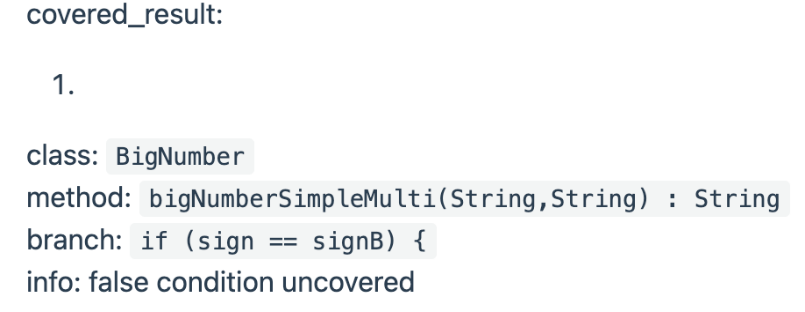 covered_result:
1.
class: BigNumber
method: bigNumberSimpleMulti(String,String) : String
branch: if (sign == signB) {
info: false condition uncovered